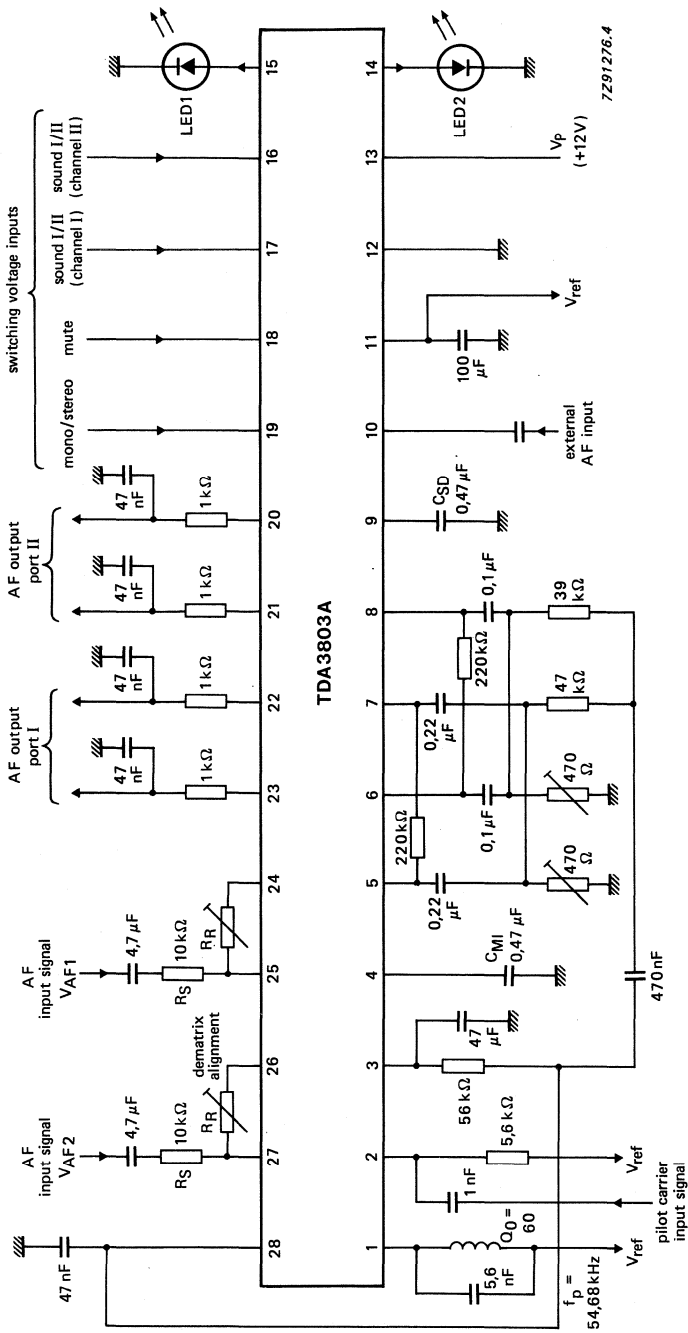 switching voltage inputs
AF
input signal
VAF2
AF
input signal
VAF1
AF output
port I
AF output
port II
mono/stereo
mute
sound I/II
(channel I)
sound I/II
(channel II)
47 nF
4,7 μF
10 kΩ
RS
RR
dematrix
alignment
4,7 μF
10 kΩ
RS
RR
47
nF
1 kΩ
47
nF
1 kΩ
47
nF
1 kΩ
47
nF
1 kΩ
LED1
28
27
26
25
24
23
22
21
20
19
18
17
16
15
TDA3803A
1
2
3
4
5
6
7
8
9
10
11
12
13
14
5,6
nF
Q0 =
60
fp =
54,68 kHz
Vref
1 nF
5,6 kΩ
Vref
pilot carrier
input signal
56 kΩ
47
μF
CMI
0,47 μF
470 nF
220 kΩ
0,22
μF
470
Ω
0,1 μF
470
Ω
0,22
μF
47
kΩ
220 kΩ
0,1 μF
39
kΩ
CSD
0,47 μF
external
AF input
100
μF
Vref
Vp
(+12V)
LED2
7Z91276.4